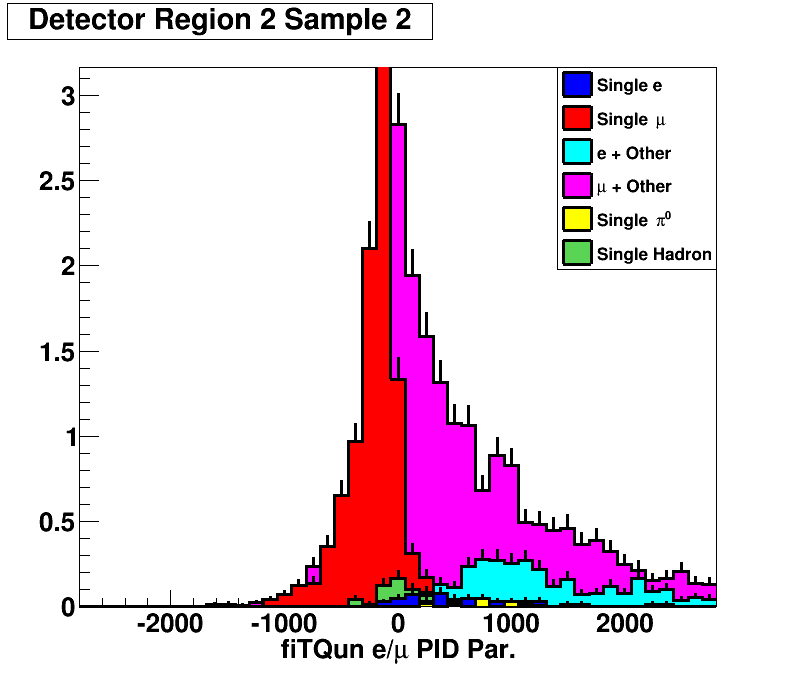 Detector Region 2 Sample 2
Single e
Single μ
e + Other
μ + Other
Single π⁰
Single Hadron
3
2.5
2
1.5
1
0.5
0
-2000 -1000 0 1000 2000
fiTQun e/μ PID Par.